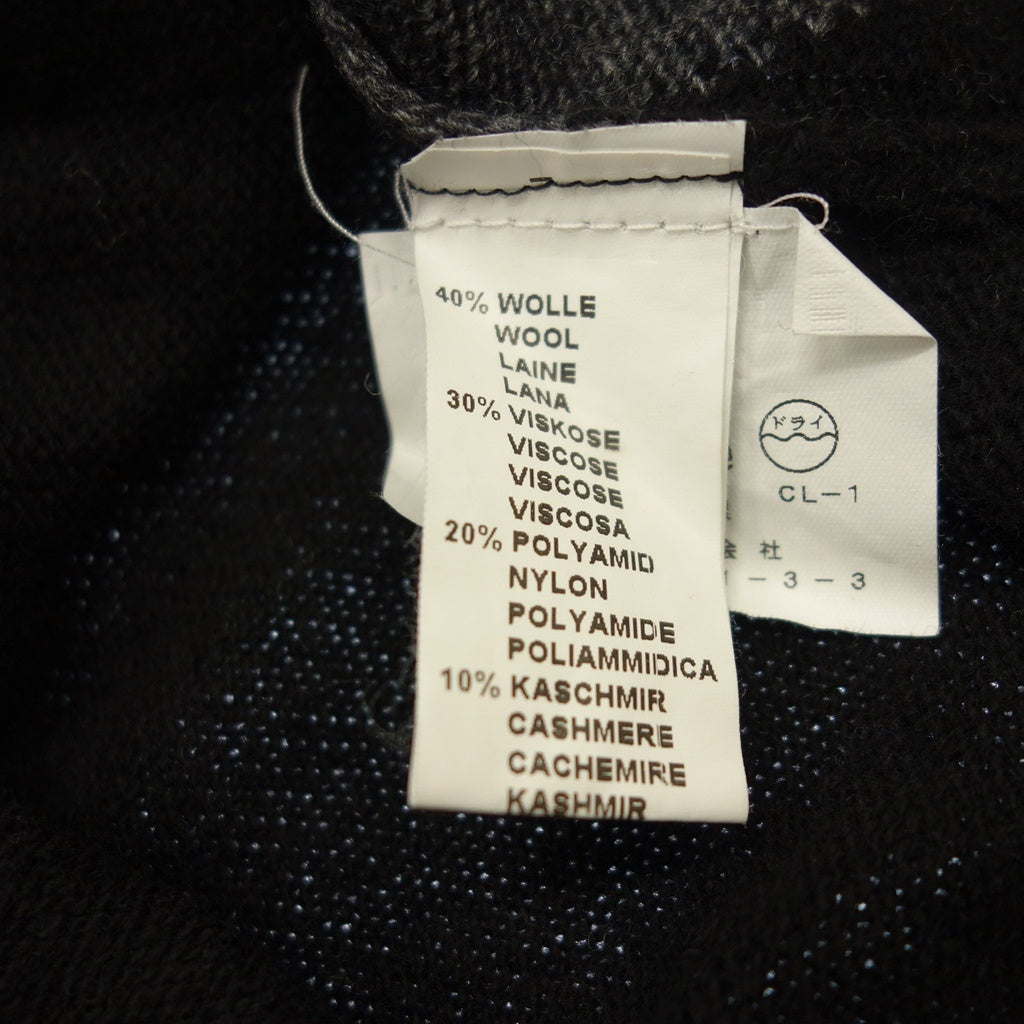 40% WOLLE
WOOL
LAINE
LANA
30% VISKOSE
VISCOSE
VISCOSE
VISCOSA
20% POLYAMID
NYLON
POLYAMIDE
POLIAMMIDICA
10% KASCHMIR
CASHMERE
CACHEMIRE
KASHMIR
ドライ
CL-1
会社
-3-3